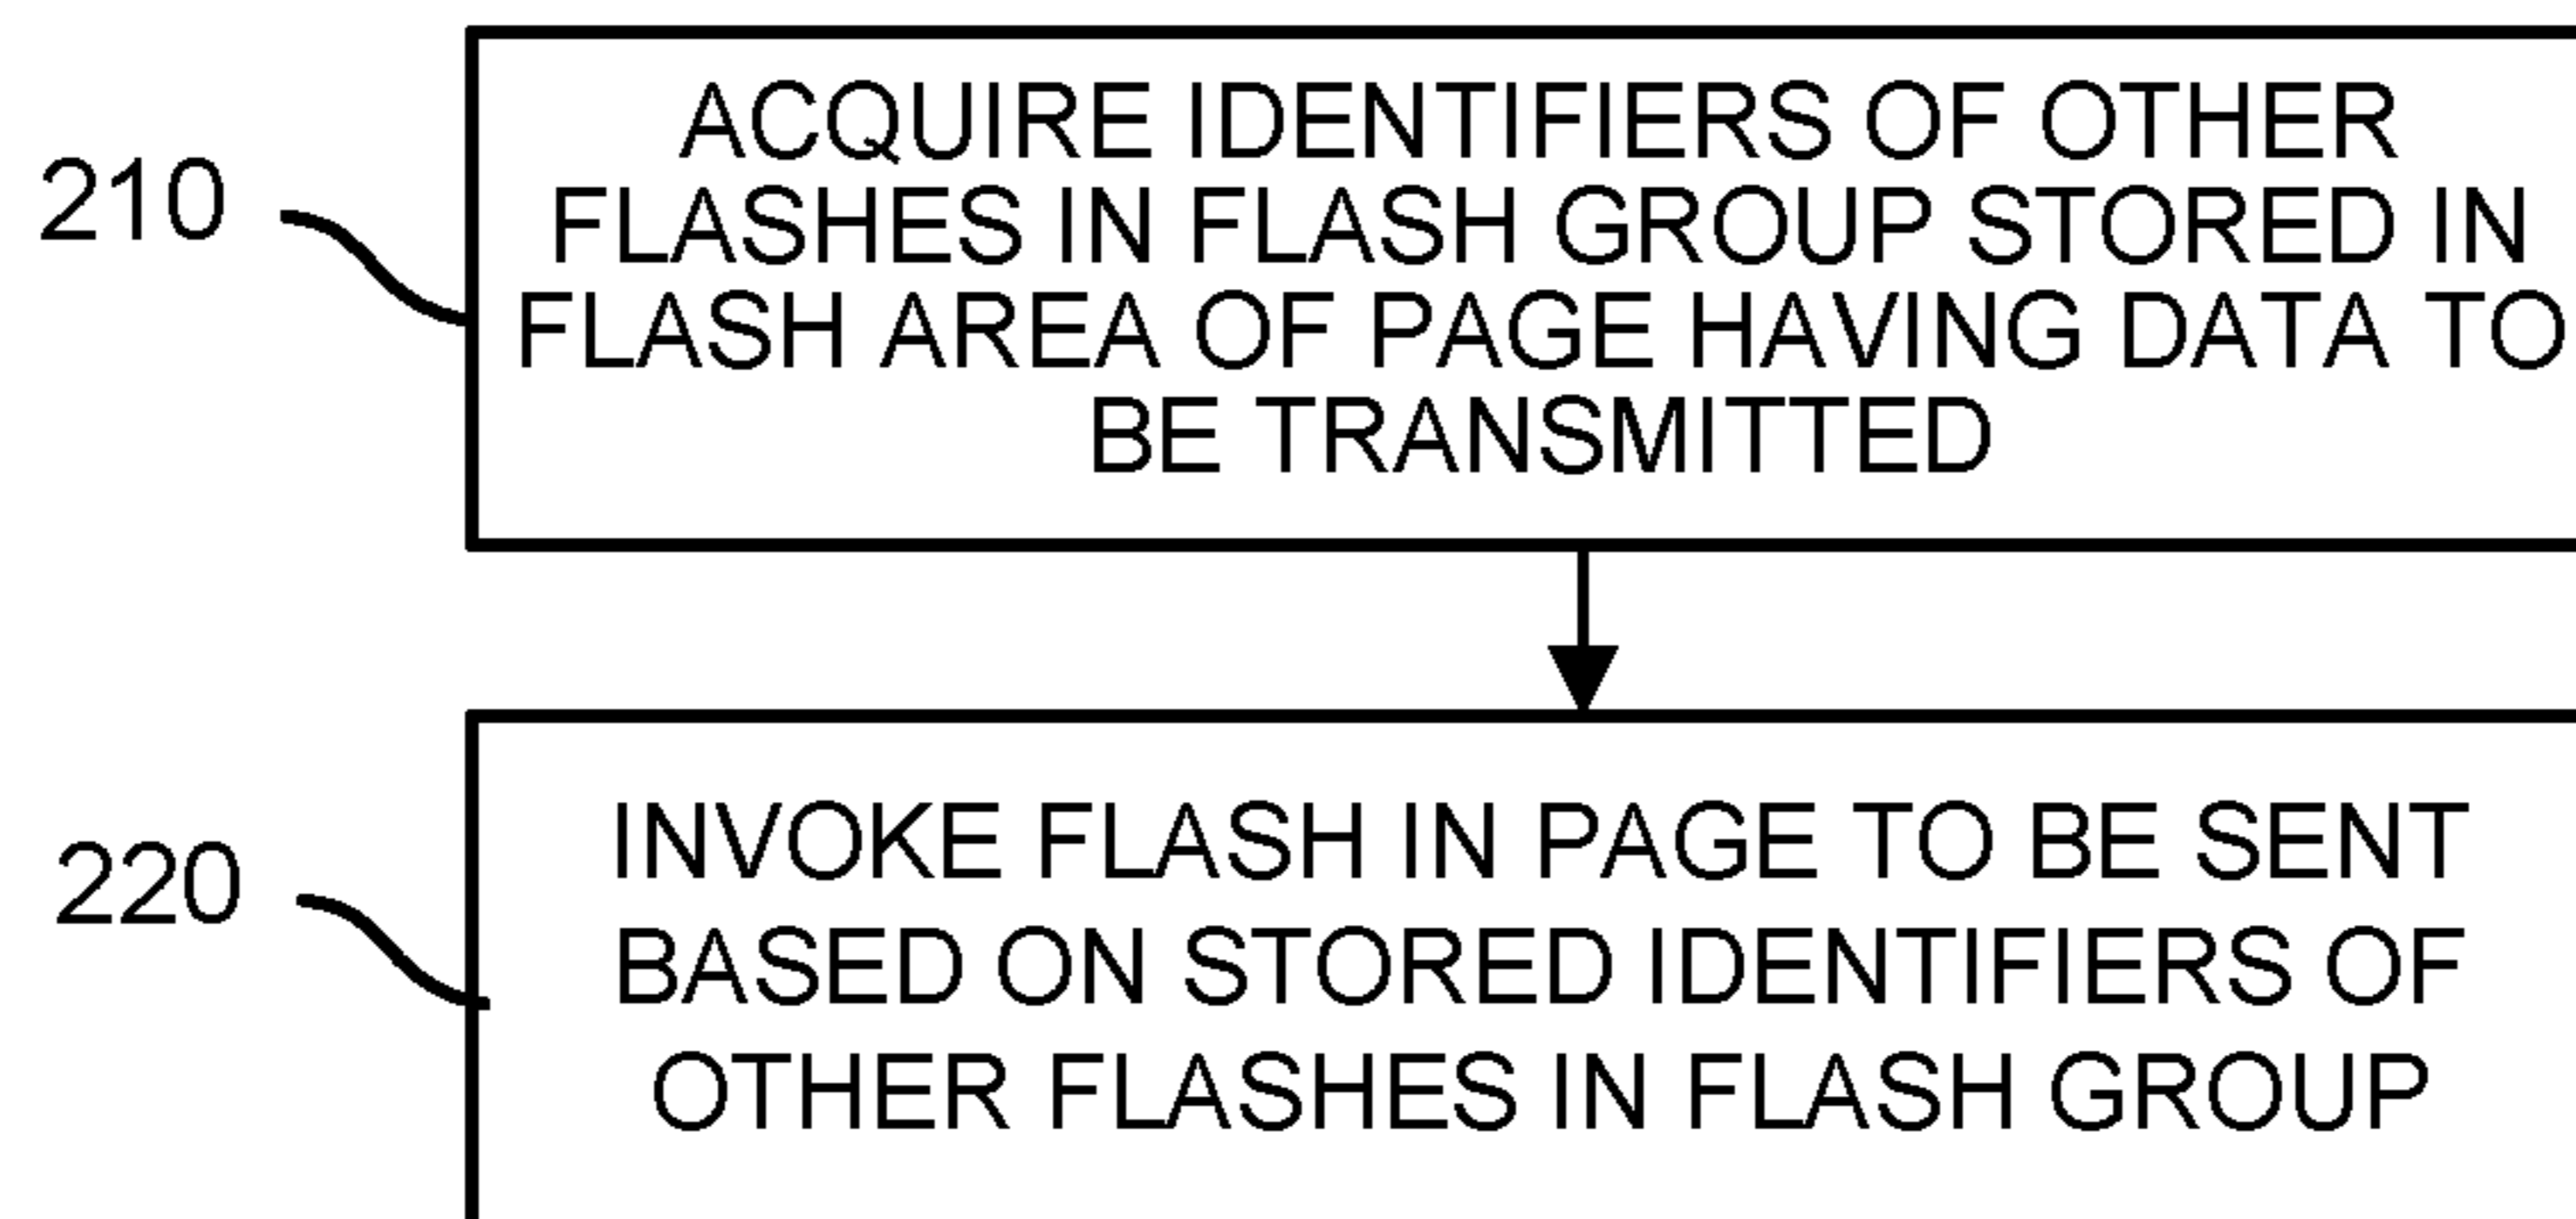 210
ACQUIRE IDENTIFIERS OF OTHER
FLASHES IN FLASH GROUP STORED IN
FLASH AREA OF PAGE HAVING DATA TO
BE TRANSMITTED
220
INVOKE FLASH IN PAGE TO BE SENT
BASED ON STORED IDENTIFIERS OF
OTHER FLASHES IN FLASH GROUP